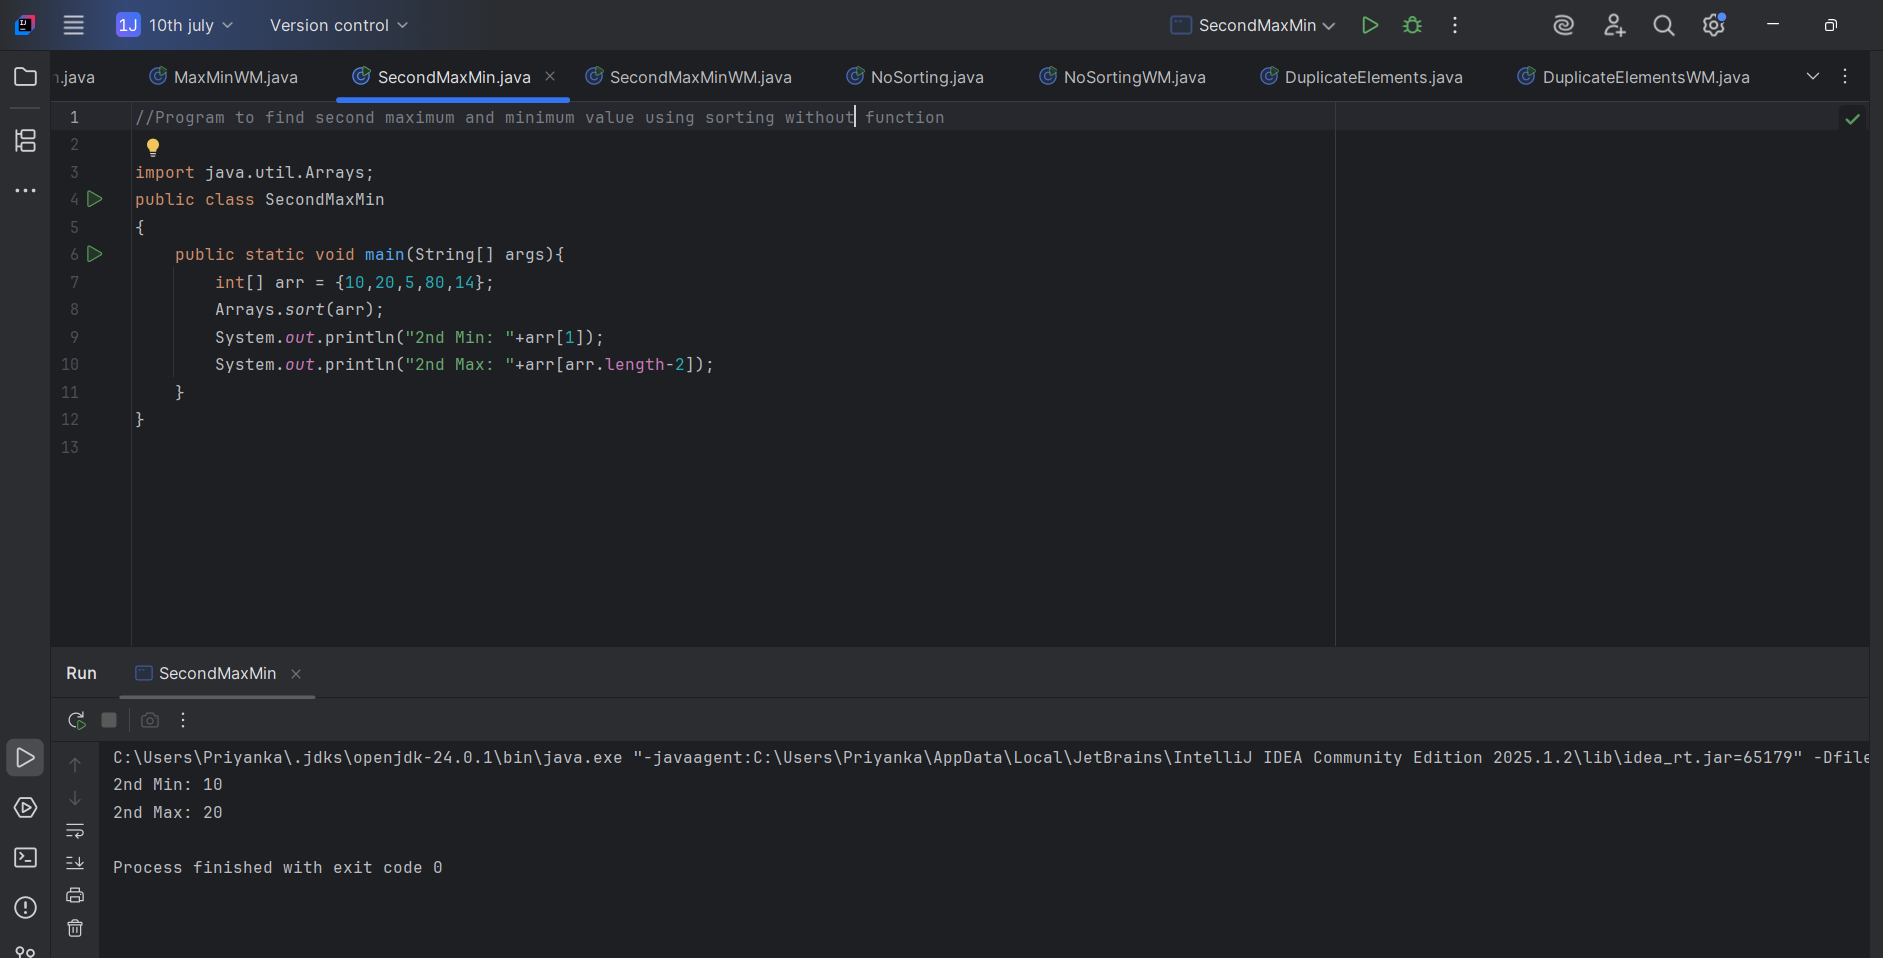 1J 10th july Version control SecondMaxMin
n.java MaxMinWM.java SecondMaxMin.java SecondMaxMinWM.java NoSorting.java NoSortingWM.java DuplicateElements.java DuplicateElementsWM.java
1 //Program to find second maximum and minimum value using sorting without function
2
3 import java.util.Arrays;
4 public class SecondMaxMin
5 {
6 public static void main(String[] args){
7 int[] arr = {10,20,5,80,14};
8 Arrays.sort(arr);
9 System.out.println("2nd Min: "+arr[1]);
10 System.out.println("2nd Max: "+arr[arr.length-2]);
11 }
12 }
13
Run SecondMaxMin
C:\Users\Priyanka\.jdks\openjdk-24.0.1\bin\java.exe "-javaagent:C:\Users\Priyanka\AppData\Local\JetBrains\IntelliJ IDEA Community Edition 2025.1.2\lib\idea_rt.jar=65179" -Dfile
2nd Min: 10
2nd Max: 20
Process finished with exit code 0